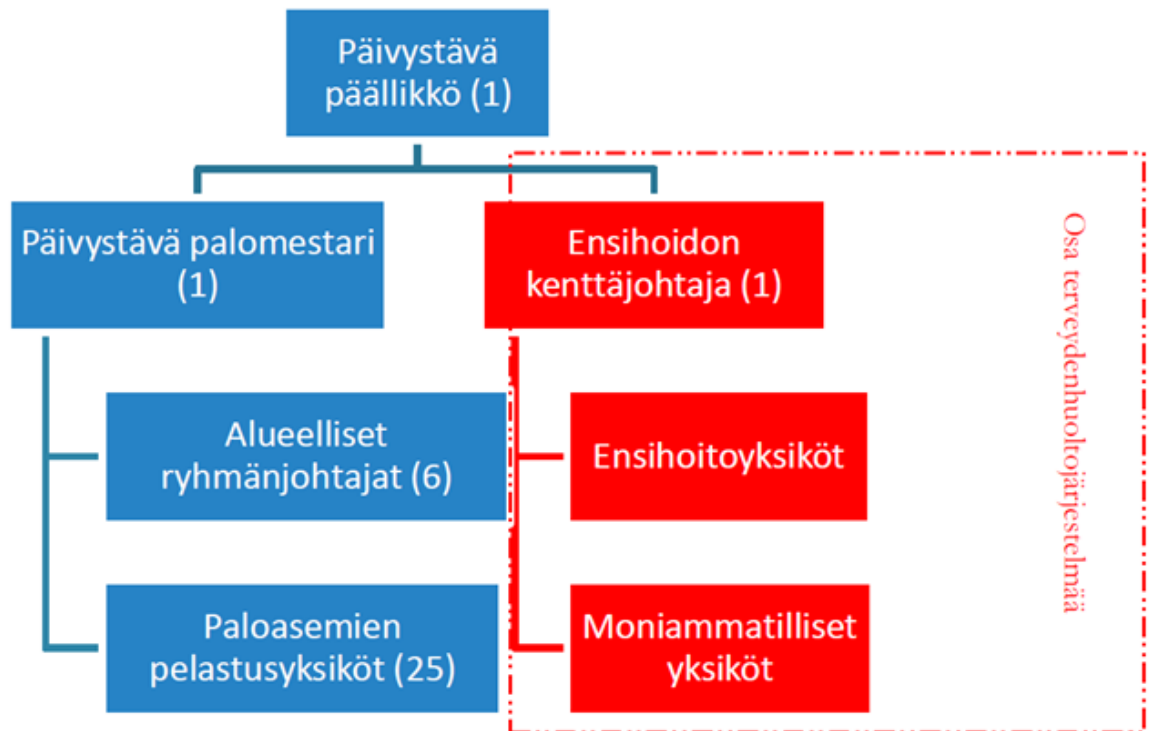 Päivystävä
päällikkö (1)
Päivystävä palomestari
(1)
Ensihoidon
kenttäjohtaja (1)
Alueelliset
ryhmänjohtajat (6)
Ensihoitoyksiköt
Paloasemien
pelastusyksiköt (25)
Moniammatilliset
yksiköt
Osa terveydenhuoltojärjestelmää